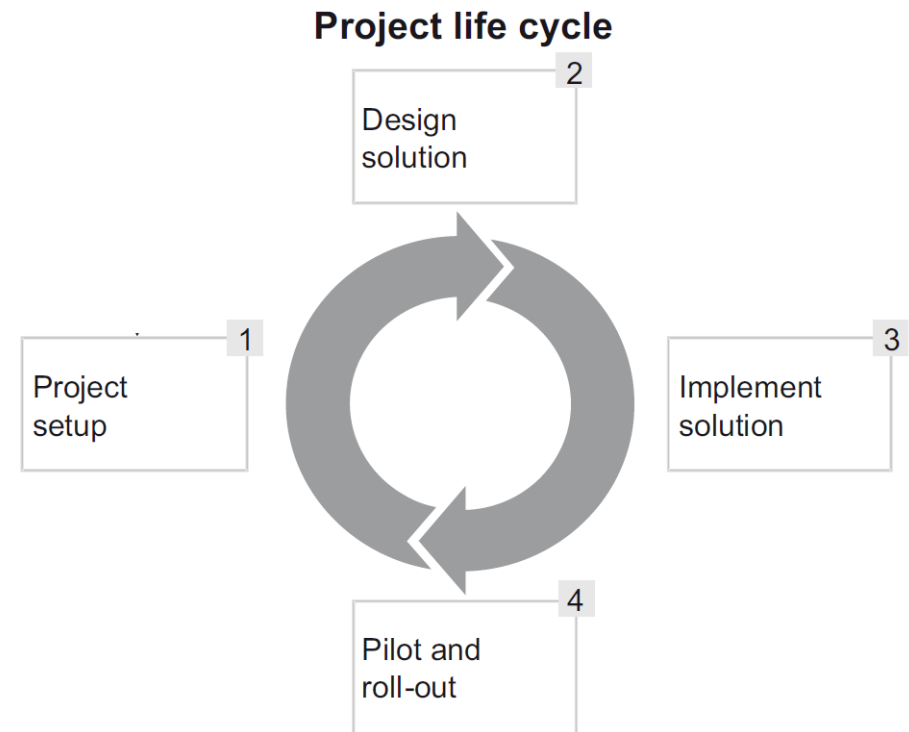 Project life cycle
2
Design
solution
1
Project
setup
3
Implement
solution
4
Pilot and
roll-out